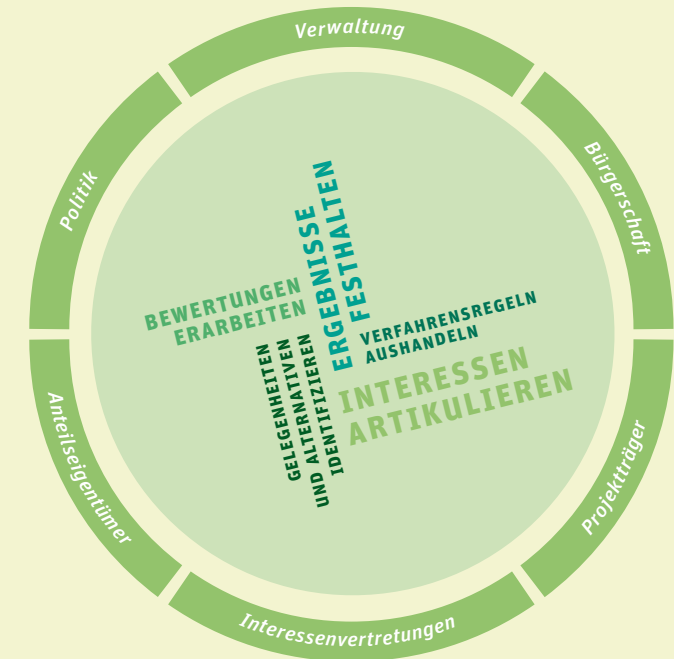 Verwaltung
Bürgerschaft
Politik
ERGEBNISSE
FESTHALTEN
BEWERTUNGEN
ERARBEITEN
VERFAHRENSREGELN
AUSHANDELN
GELEGENHEITEN
UND ALTERNATIVEN
IDENTIFIZIEREN
INTERESSEN
ARTIKULIEREN
Anteilseigentümer
Projektträger
Interessenvertretungen